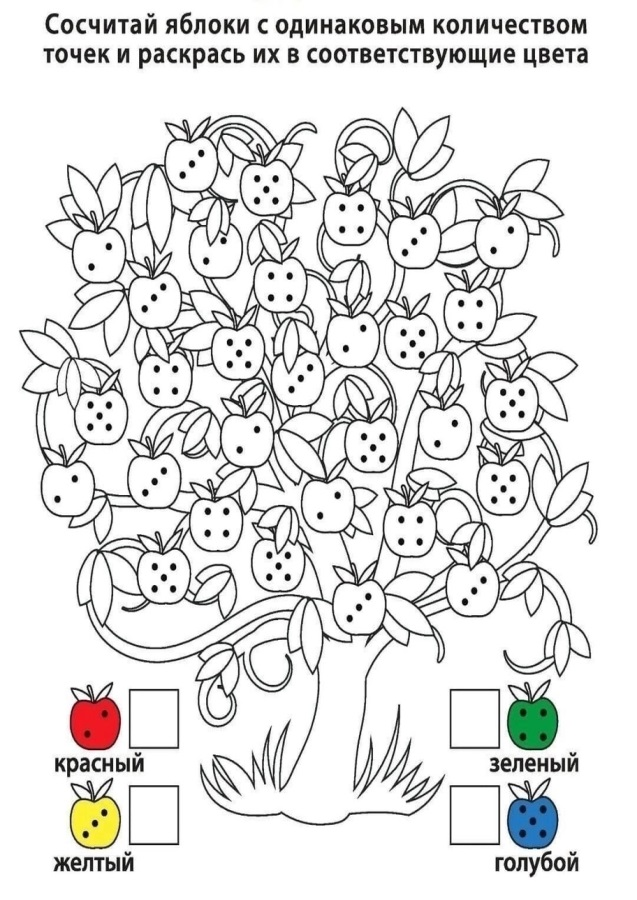 Сосчитай яблоки с одинаковым количеством
точек и раскрась их в соответствующие цвета
красный
зеленый
желтый
голубой